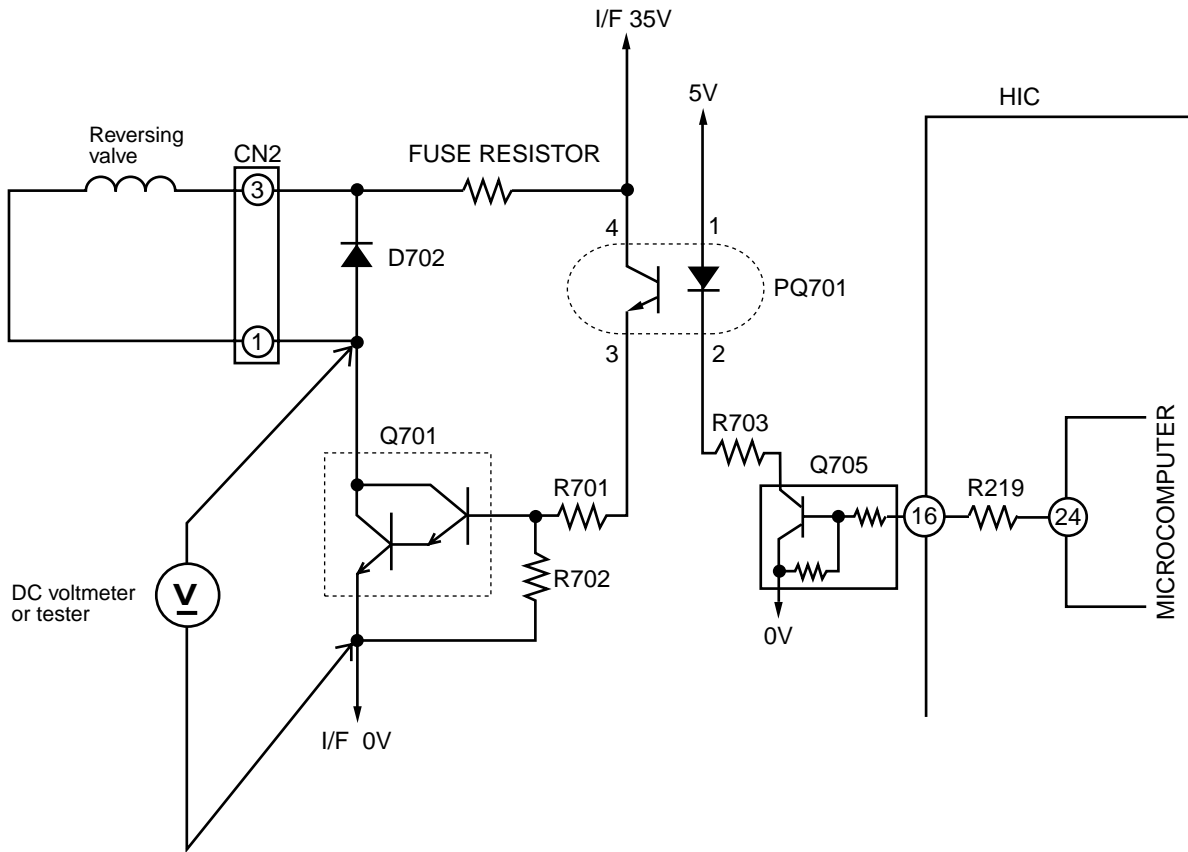 I/F 35V
5V
HIC
Reversing
valve
CN2
FUSE RESISTOR
3
4
1
D702
PQ701
1
3
2
R703
Q701
Q705
R701
R219
16
24
MICROCOMPUTER
R702
DC voltmeter
or tester
V
0V
I/F 0V